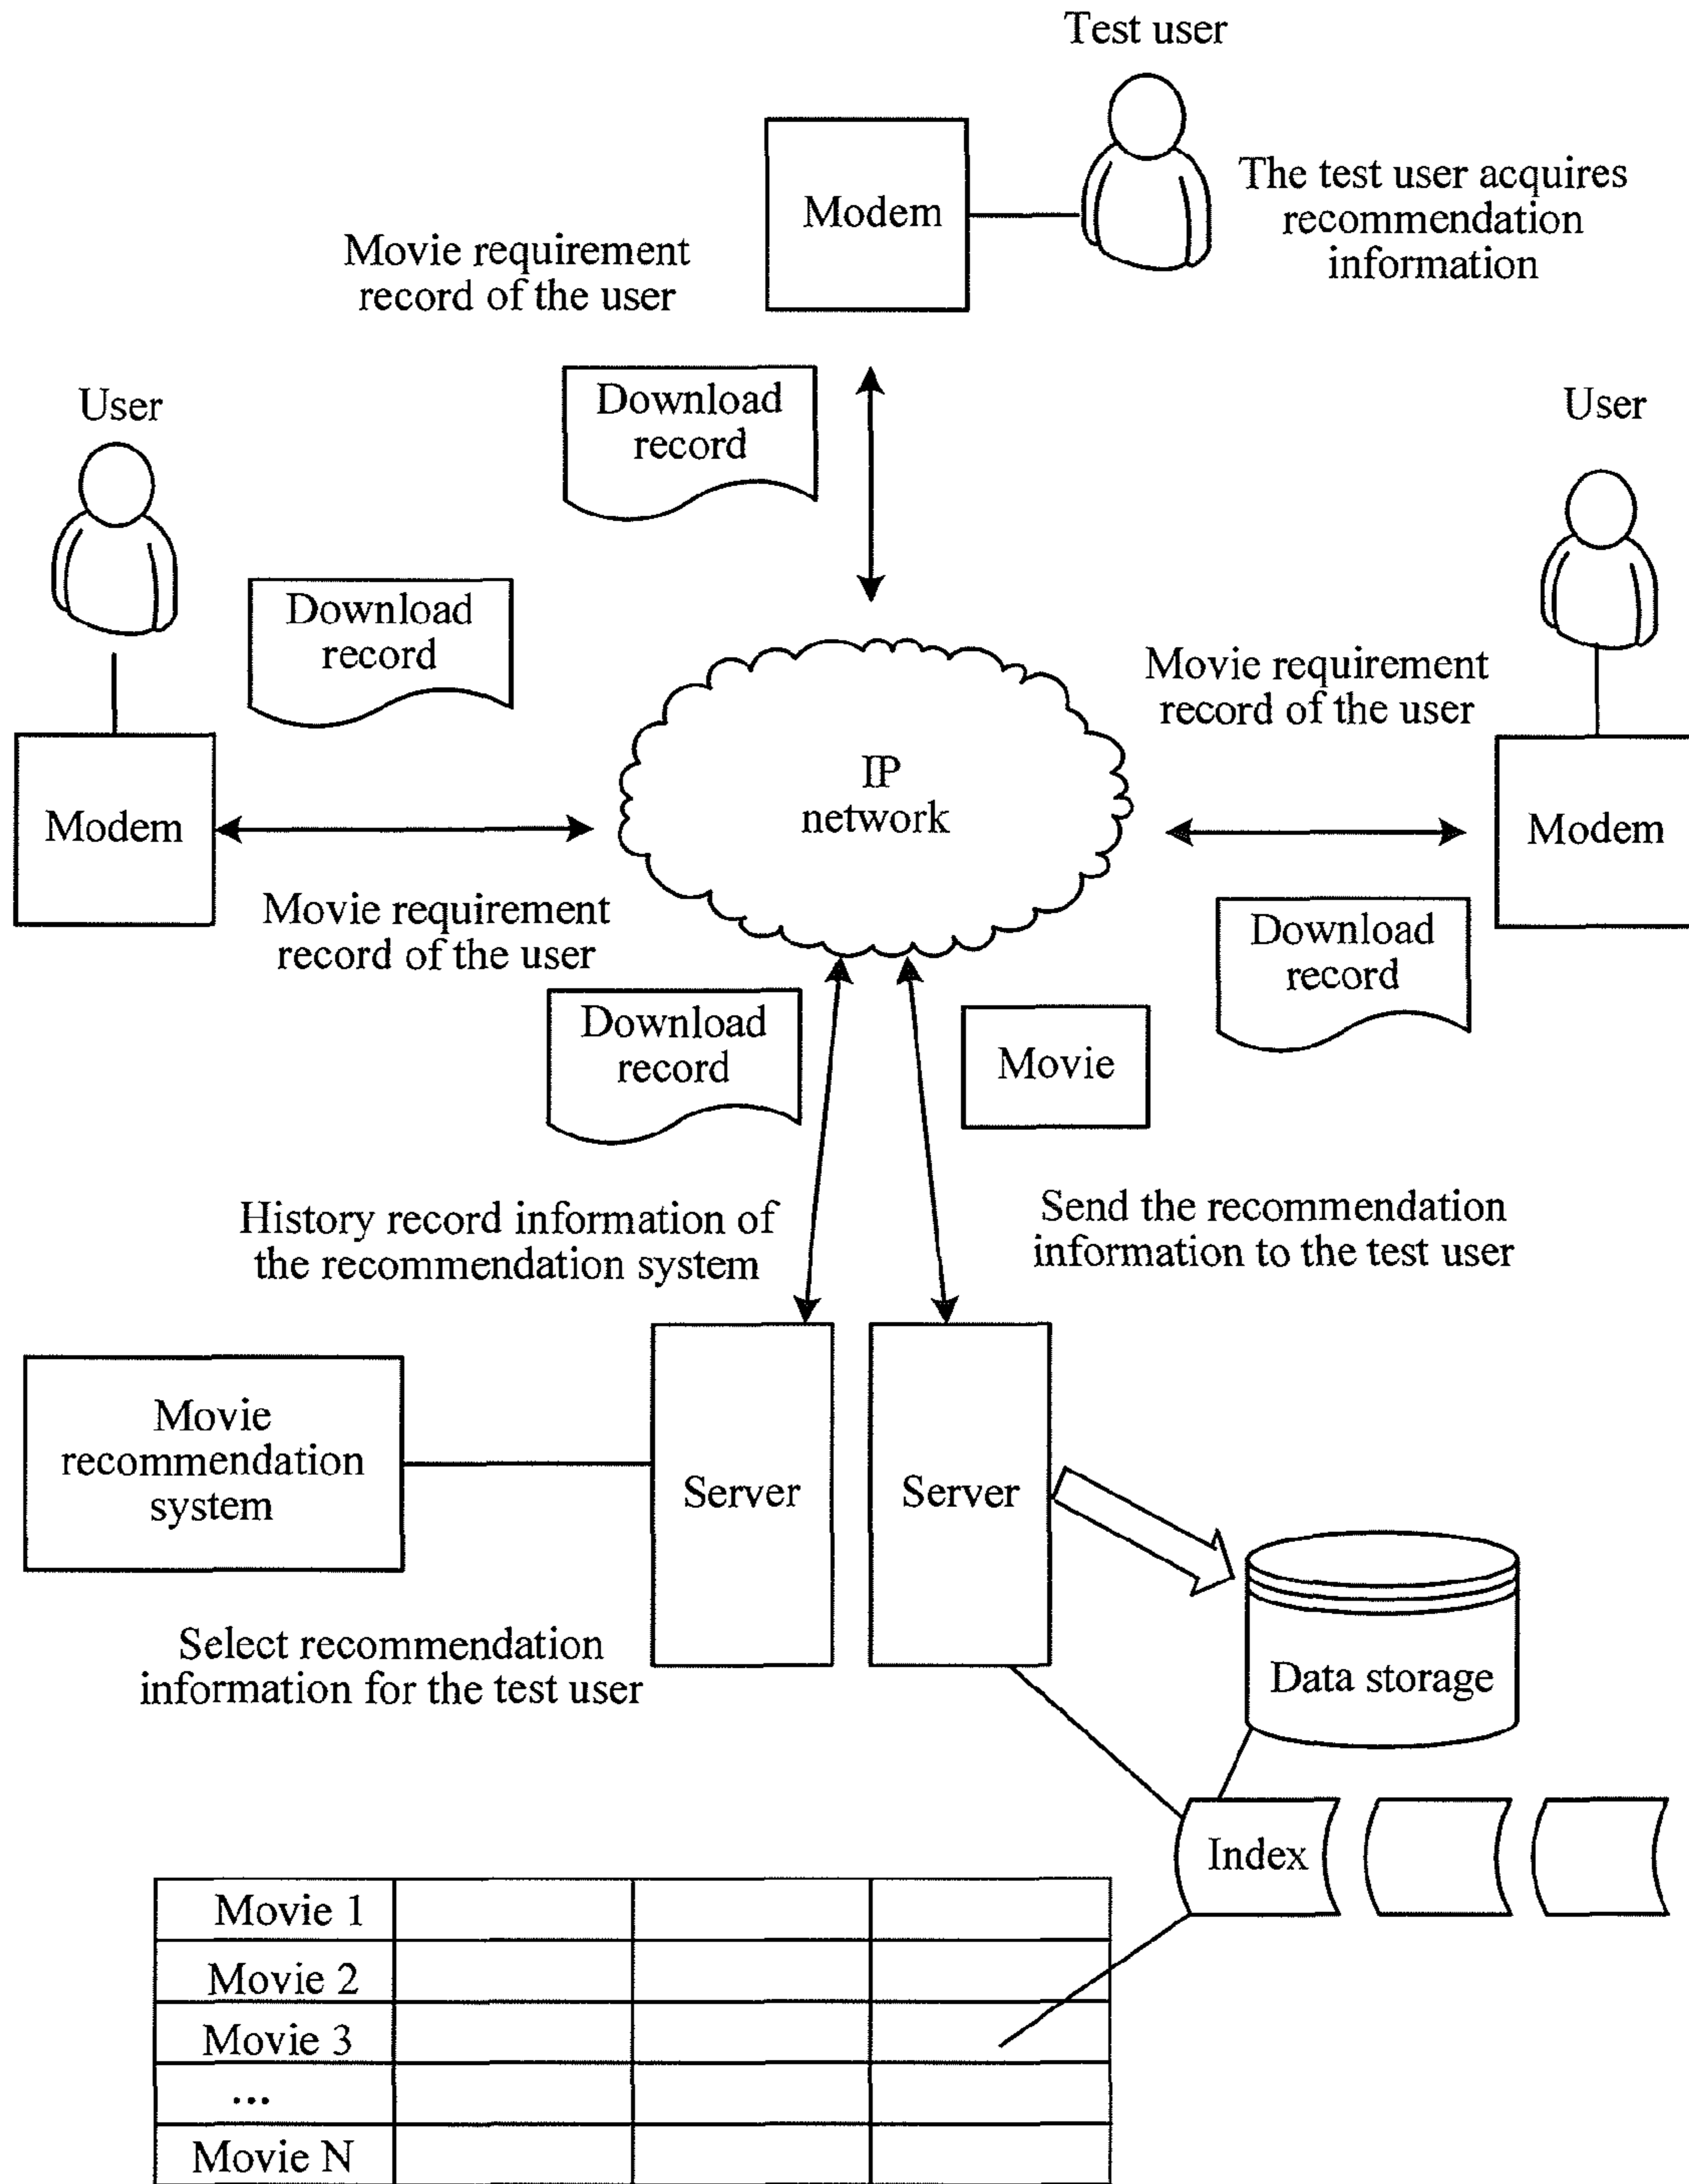 Test user
Modem
The test user acquires
recommendation
information
Movie requirement
record of the user
Download
record
User
User
Download
record
Movie requirement
record of the user
IP
network
Modem
Modem
Movie requirement
record of the user
Download
record
Download
record
Movie
History record information of
the recommendation system
Send the recommendation
information to the test user
Movie
recommendation
system
Server
Server
Select recommendation
information for the test user
Data storage
Index
Movie 1
Movie 2
Movie 3
...
Movie N